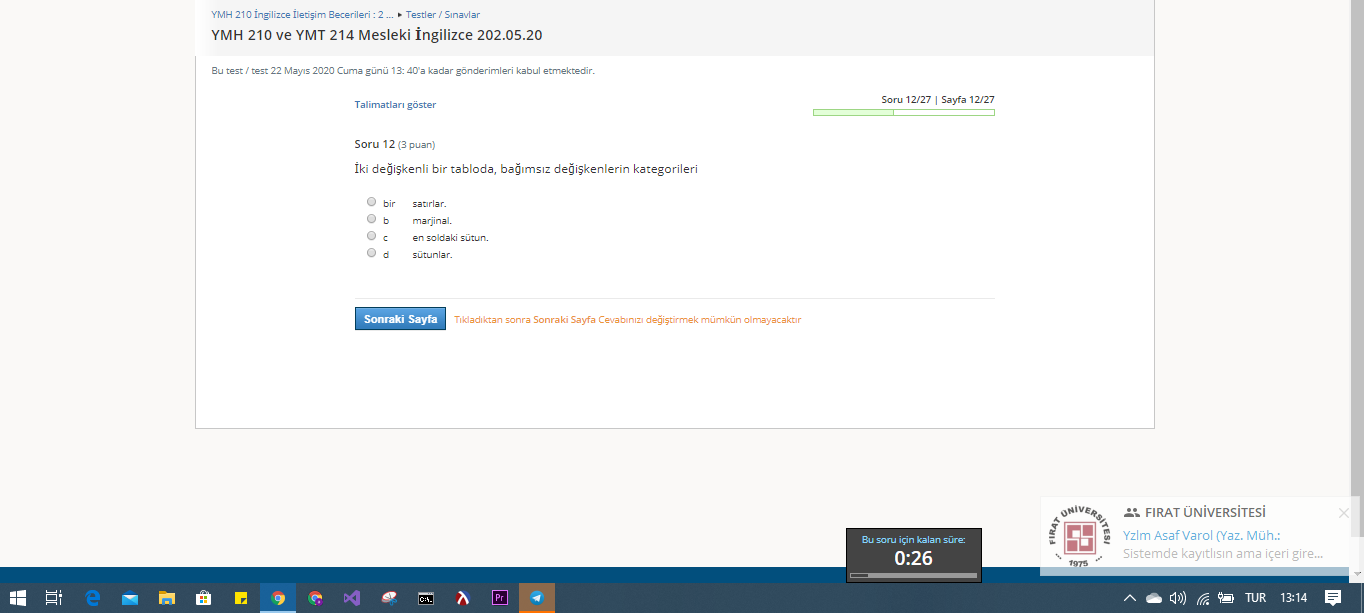 YMH 210 İngilizce İletişim Becerileri : 2 ... ▸ Testler / Sınavlar
YMH 210 ve YMT 214 Mesleki İngilizce 202.05.20
Bu test / test 22 Mayıs 2020 Cuma günü 13: 40'a kadar gönderimleri kabul etmektedir.
Talimatları göster
Soru 12/27 | Sayfa 12/27
Soru 12 (3 puan)
İki değişkenli bir tabloda, bağımsız değişkenlerin kategorileri
bir satırlar.
b marjinal.
c en soldaki sütun.
d sütunlar.
Sonraki Sayfa Tıkladıktan sonra Sonraki Sayfa Cevabınızı değiştirmek mümkün olmayacaktır
Bu soru için kalan süre:
0:26
FIRAT ÜNİVERSİTESİ
1975
FIRAT ÜNİVERSİTESİ
Yzlm Asaf Varol (Yaz. Müh.:
Sistemde kayıtlısın ama içeri gire...
Pr
TUR
13:14